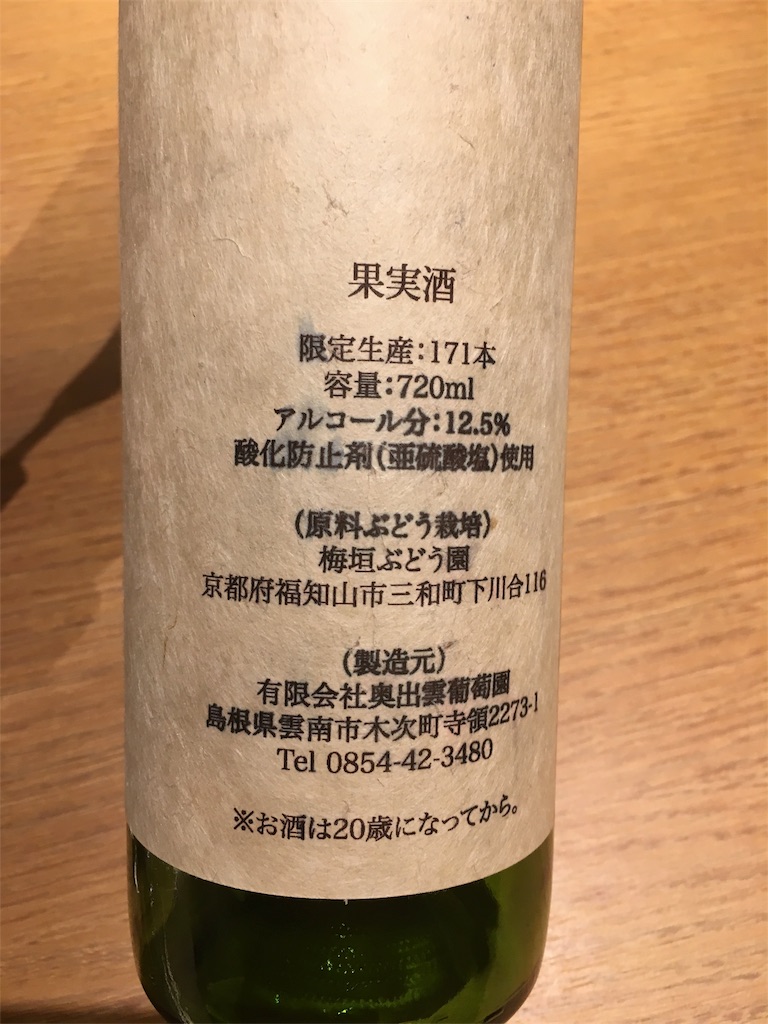 果実酒
限定生産:171本
容量:720ml
アルコール分:12.5%
酸化防止剤(亜硫酸塩)使用
(原料ぶどう栽培)
梅垣ぶどう園
京都府福知山市三和町下川合116
(製造元)
有限会社奥出雲葡萄園
島根県雲南市木次町寺領2273-1
Tel 0854-42-3480
※お酒は20歳になってから。